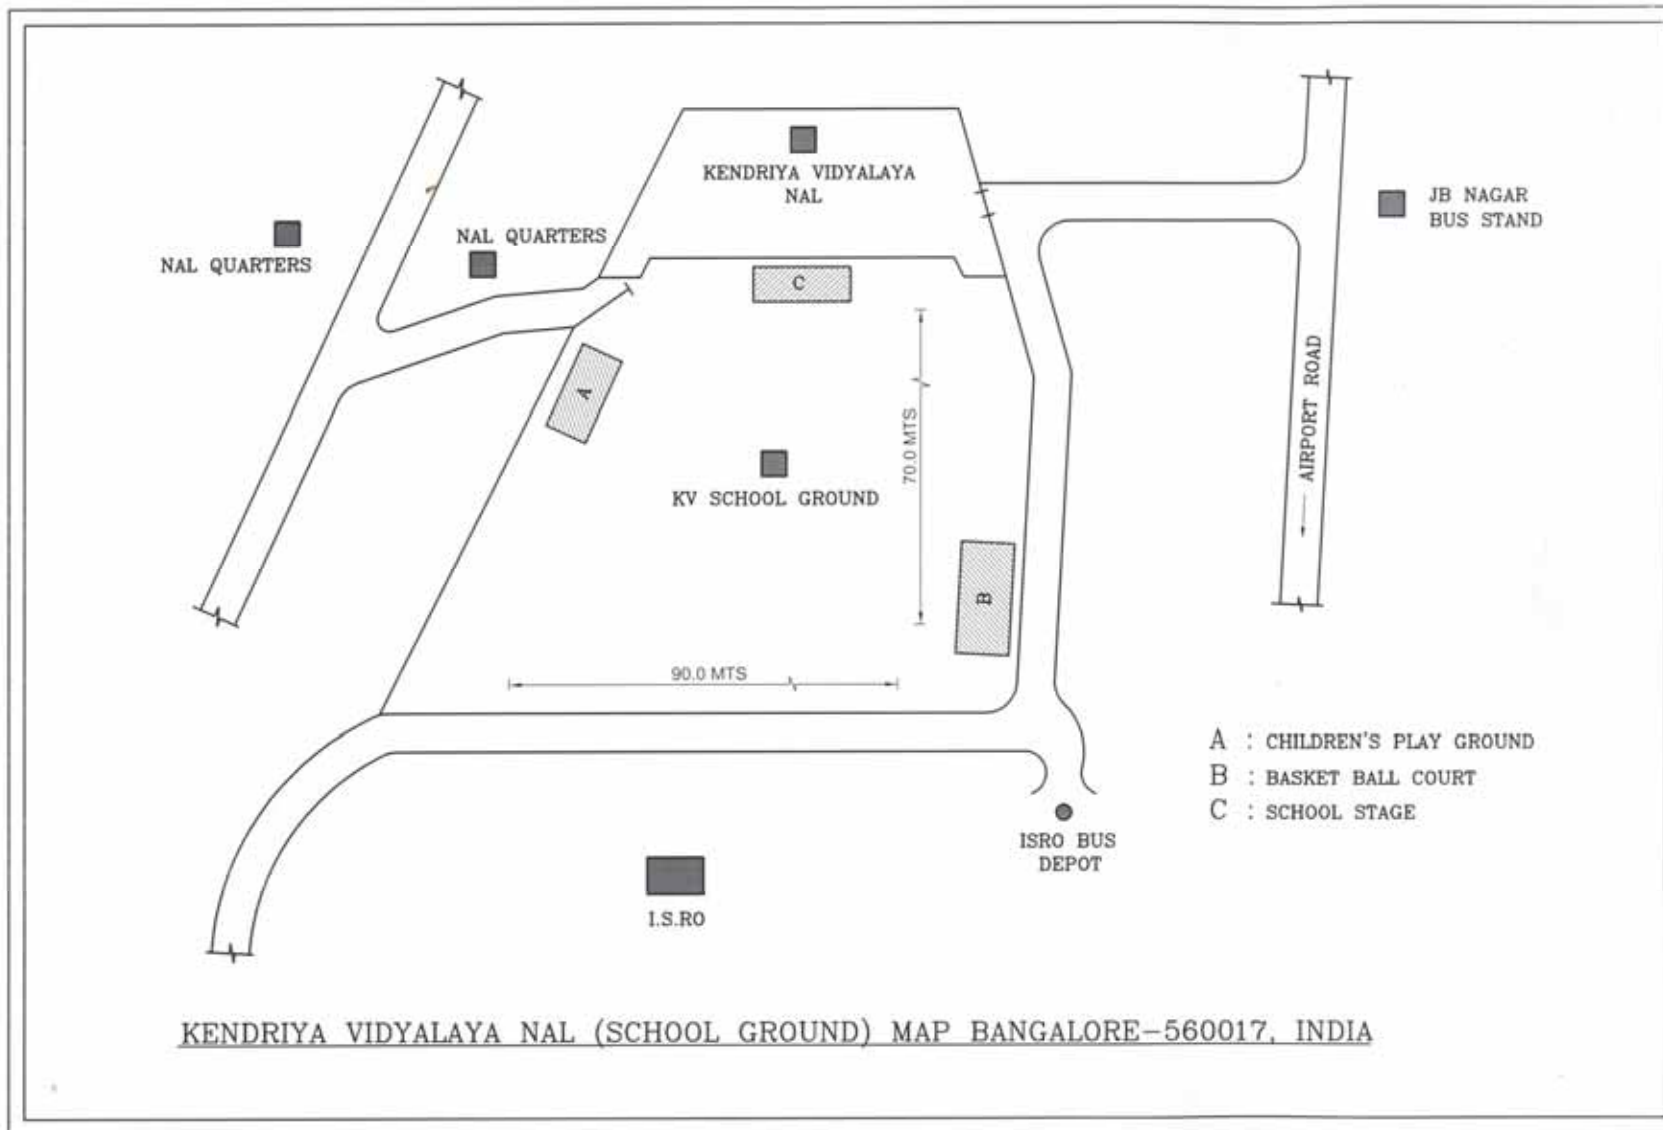 KENDRIYA VIDYALAYA
NAL
JB NAGAR
BUS STAND
NAL QUARTERS
NAL QUARTERS
C
A
70.0 MTS
AIRPORT ROAD
KV SCHOOL GROUND
B
90.0 MTS
A : CHILDREN'S PLAY GROUND
B : BASKET BALL COURT
C : SCHOOL STAGE
ISRO BUS
DEPOT
I.S.RO
KENDRIYA VIDYALAYA NAL (SCHOOL GROUND) MAP BANGALORE-560017, INDIA